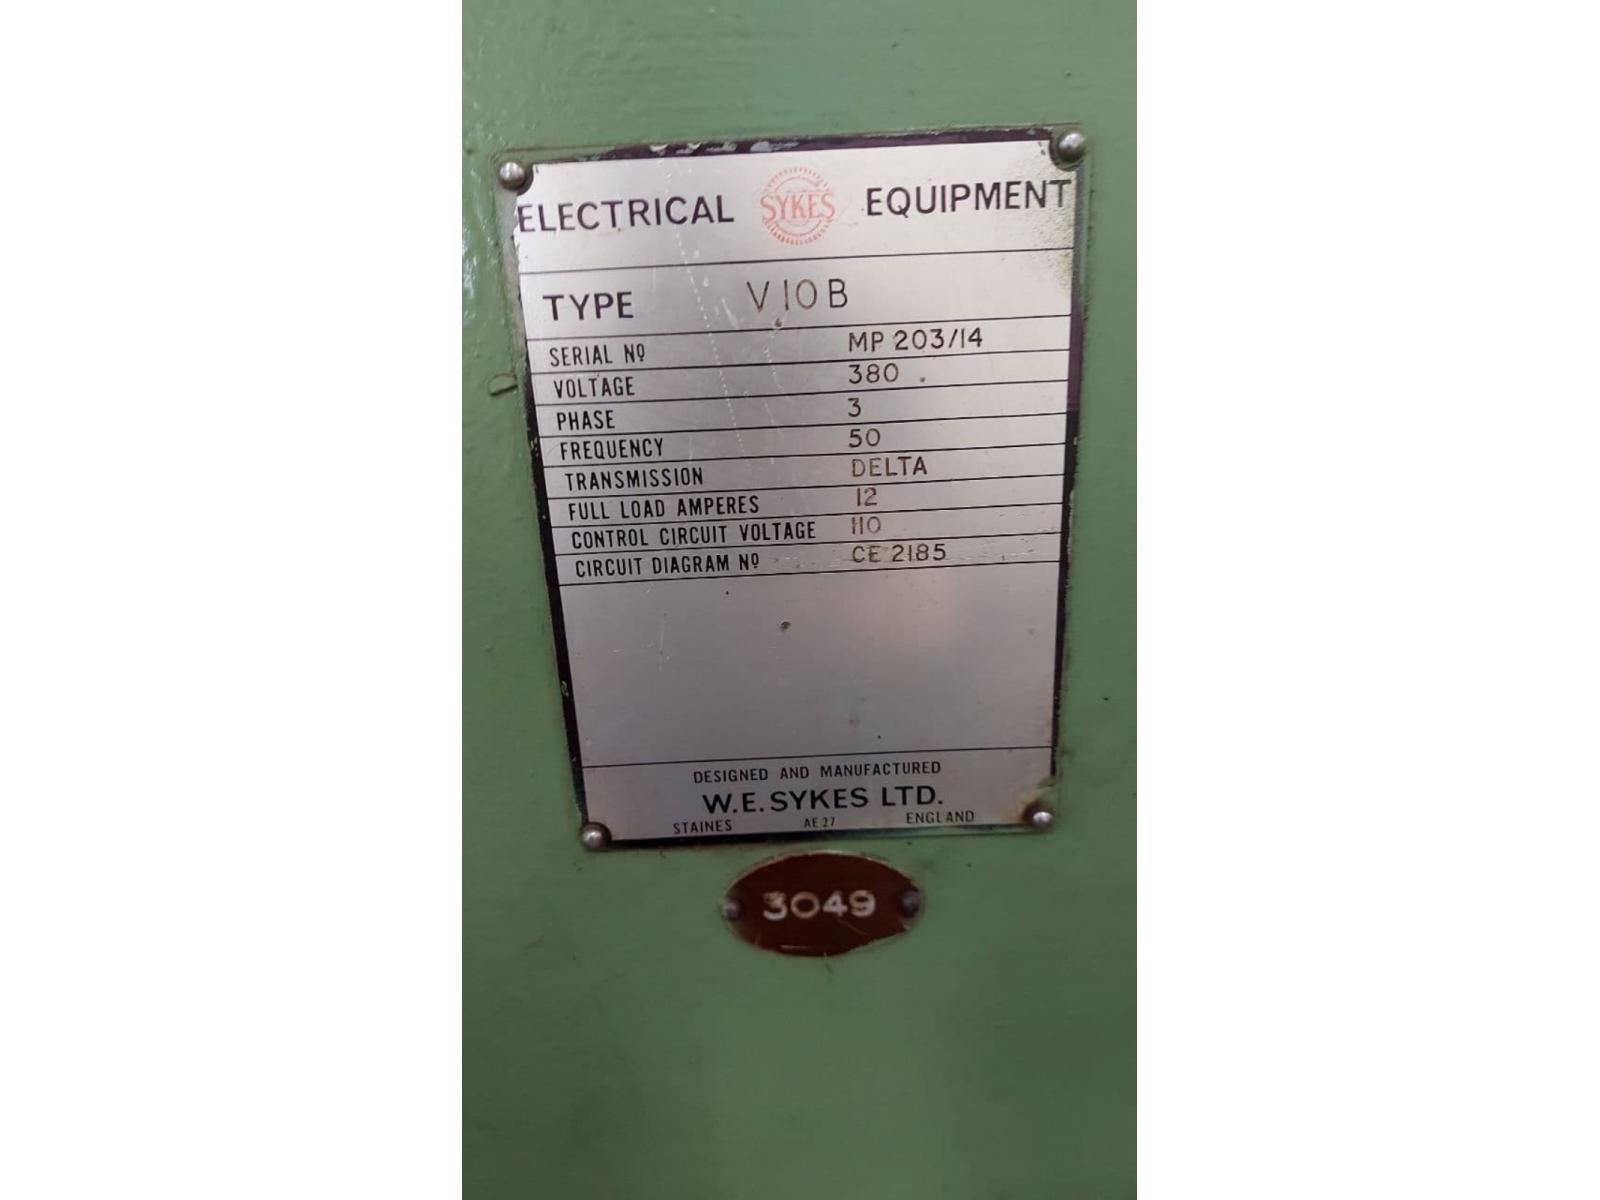 ELECTRICAL SYKES EQUIPMENT
TYPE V10B
SERIAL Nº MP 203/14
VOLTAGE 380
PHASE 3
FREQUENCY 50
TRANSMISSION DELTA
FULL LOAD AMPERES 12
CONTROL CIRCUIT VOLTAGE 110
CIRCUIT DIAGRAM Nº CE 2185
DESIGNED AND MANUFACTURED
W.E. SYKES LTD.
STAINES AE 27 ENGLAND
3049